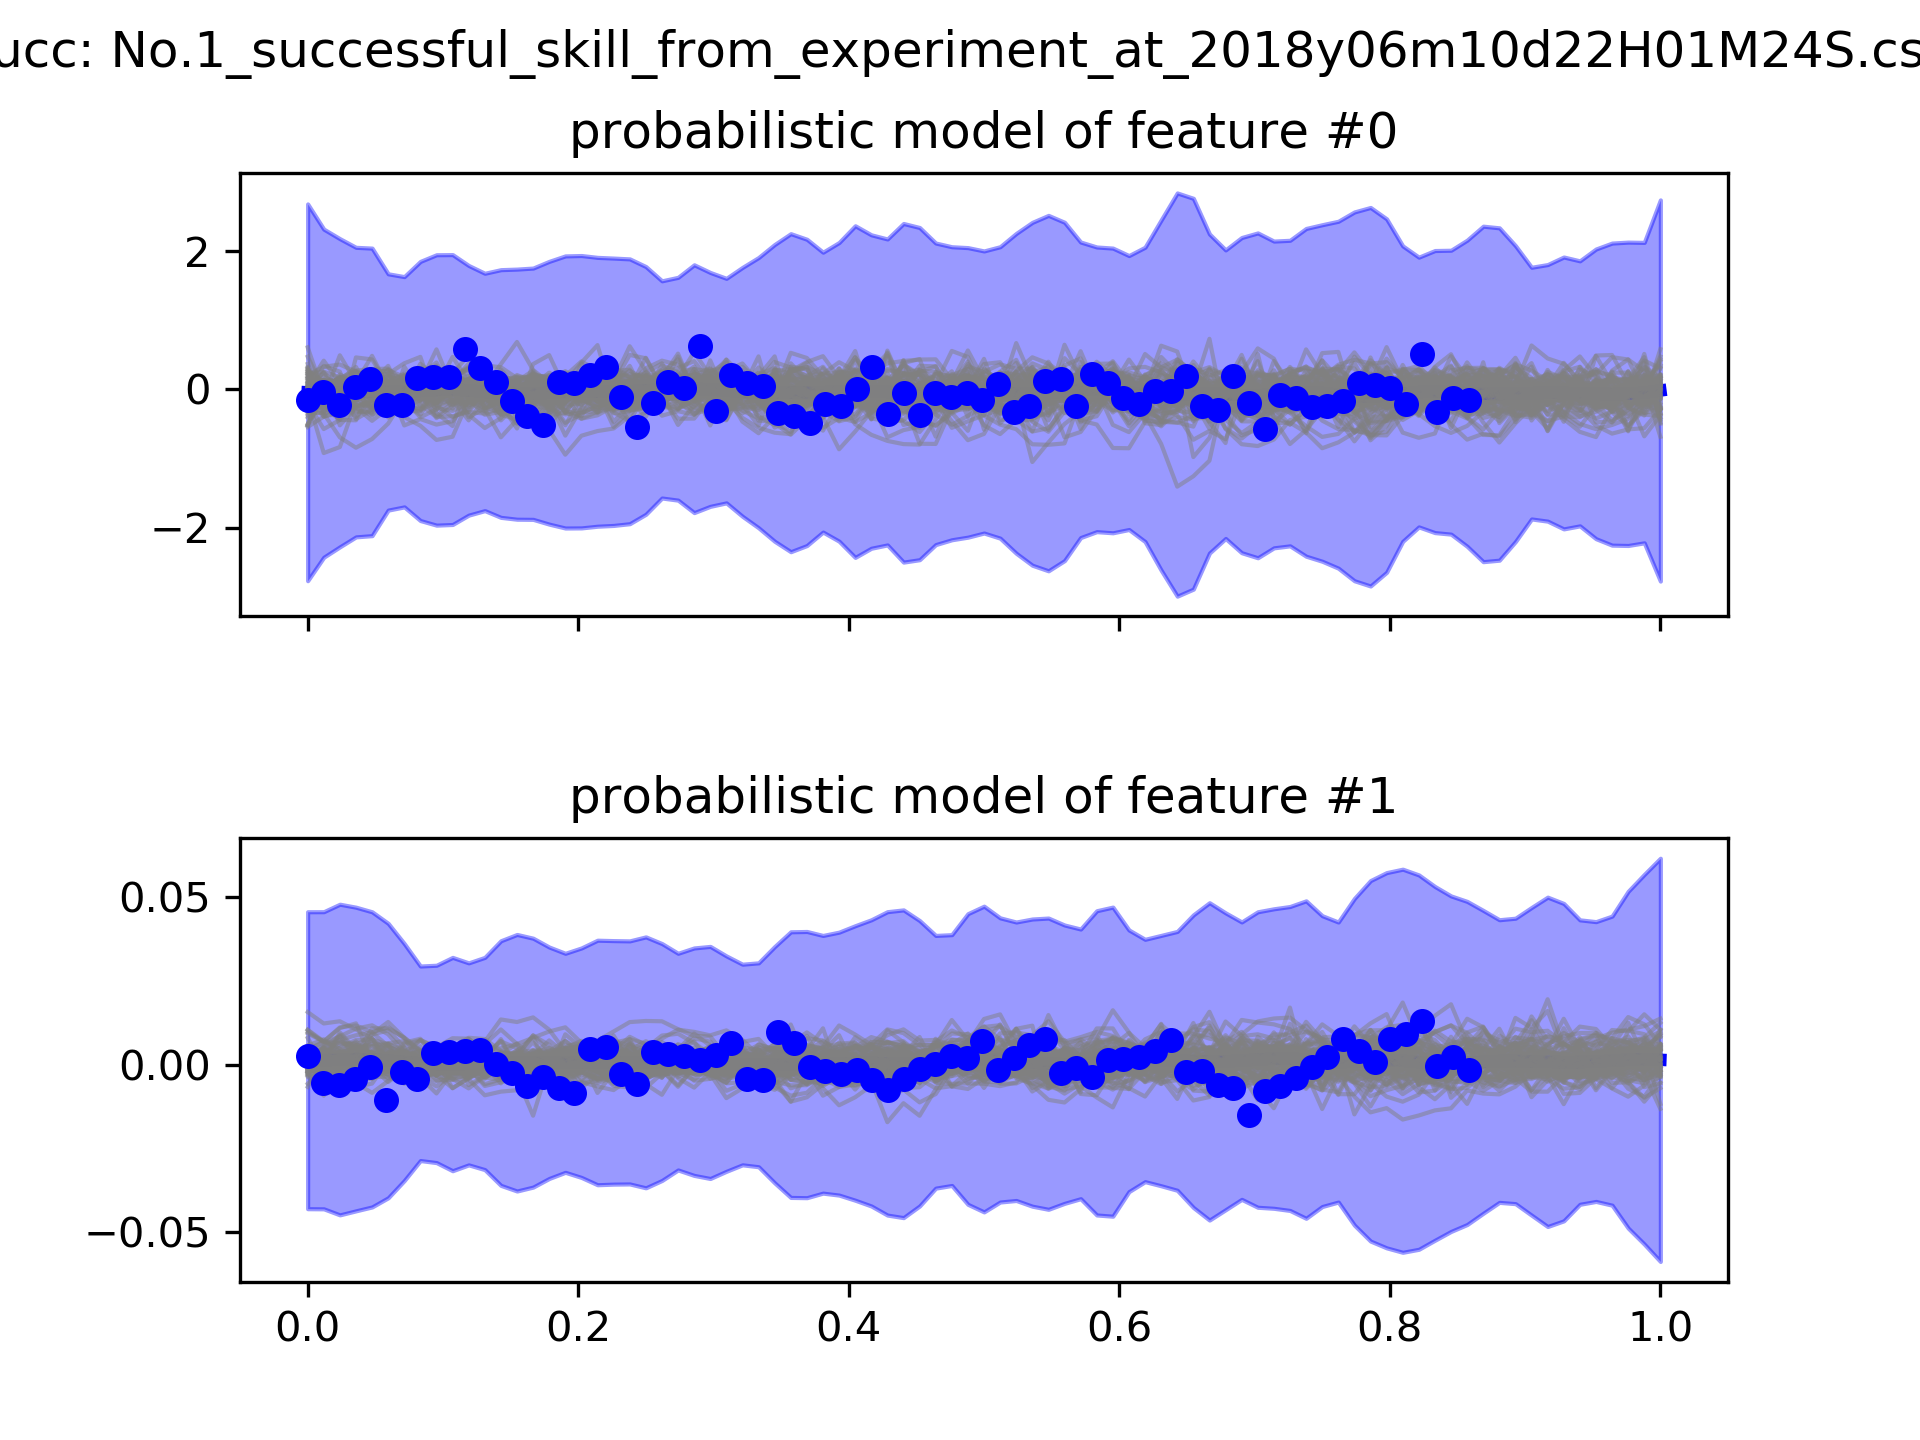 ucc: No.1_successful_skill_from_experiment_at_2018y06m10d22H01M24S.cs
probabilistic model of feature #0
2
0
−2
probabilistic model of feature #1
0.05
0.00
−0.05
0.0 0.2 0.4 0.6 0.8 1.0